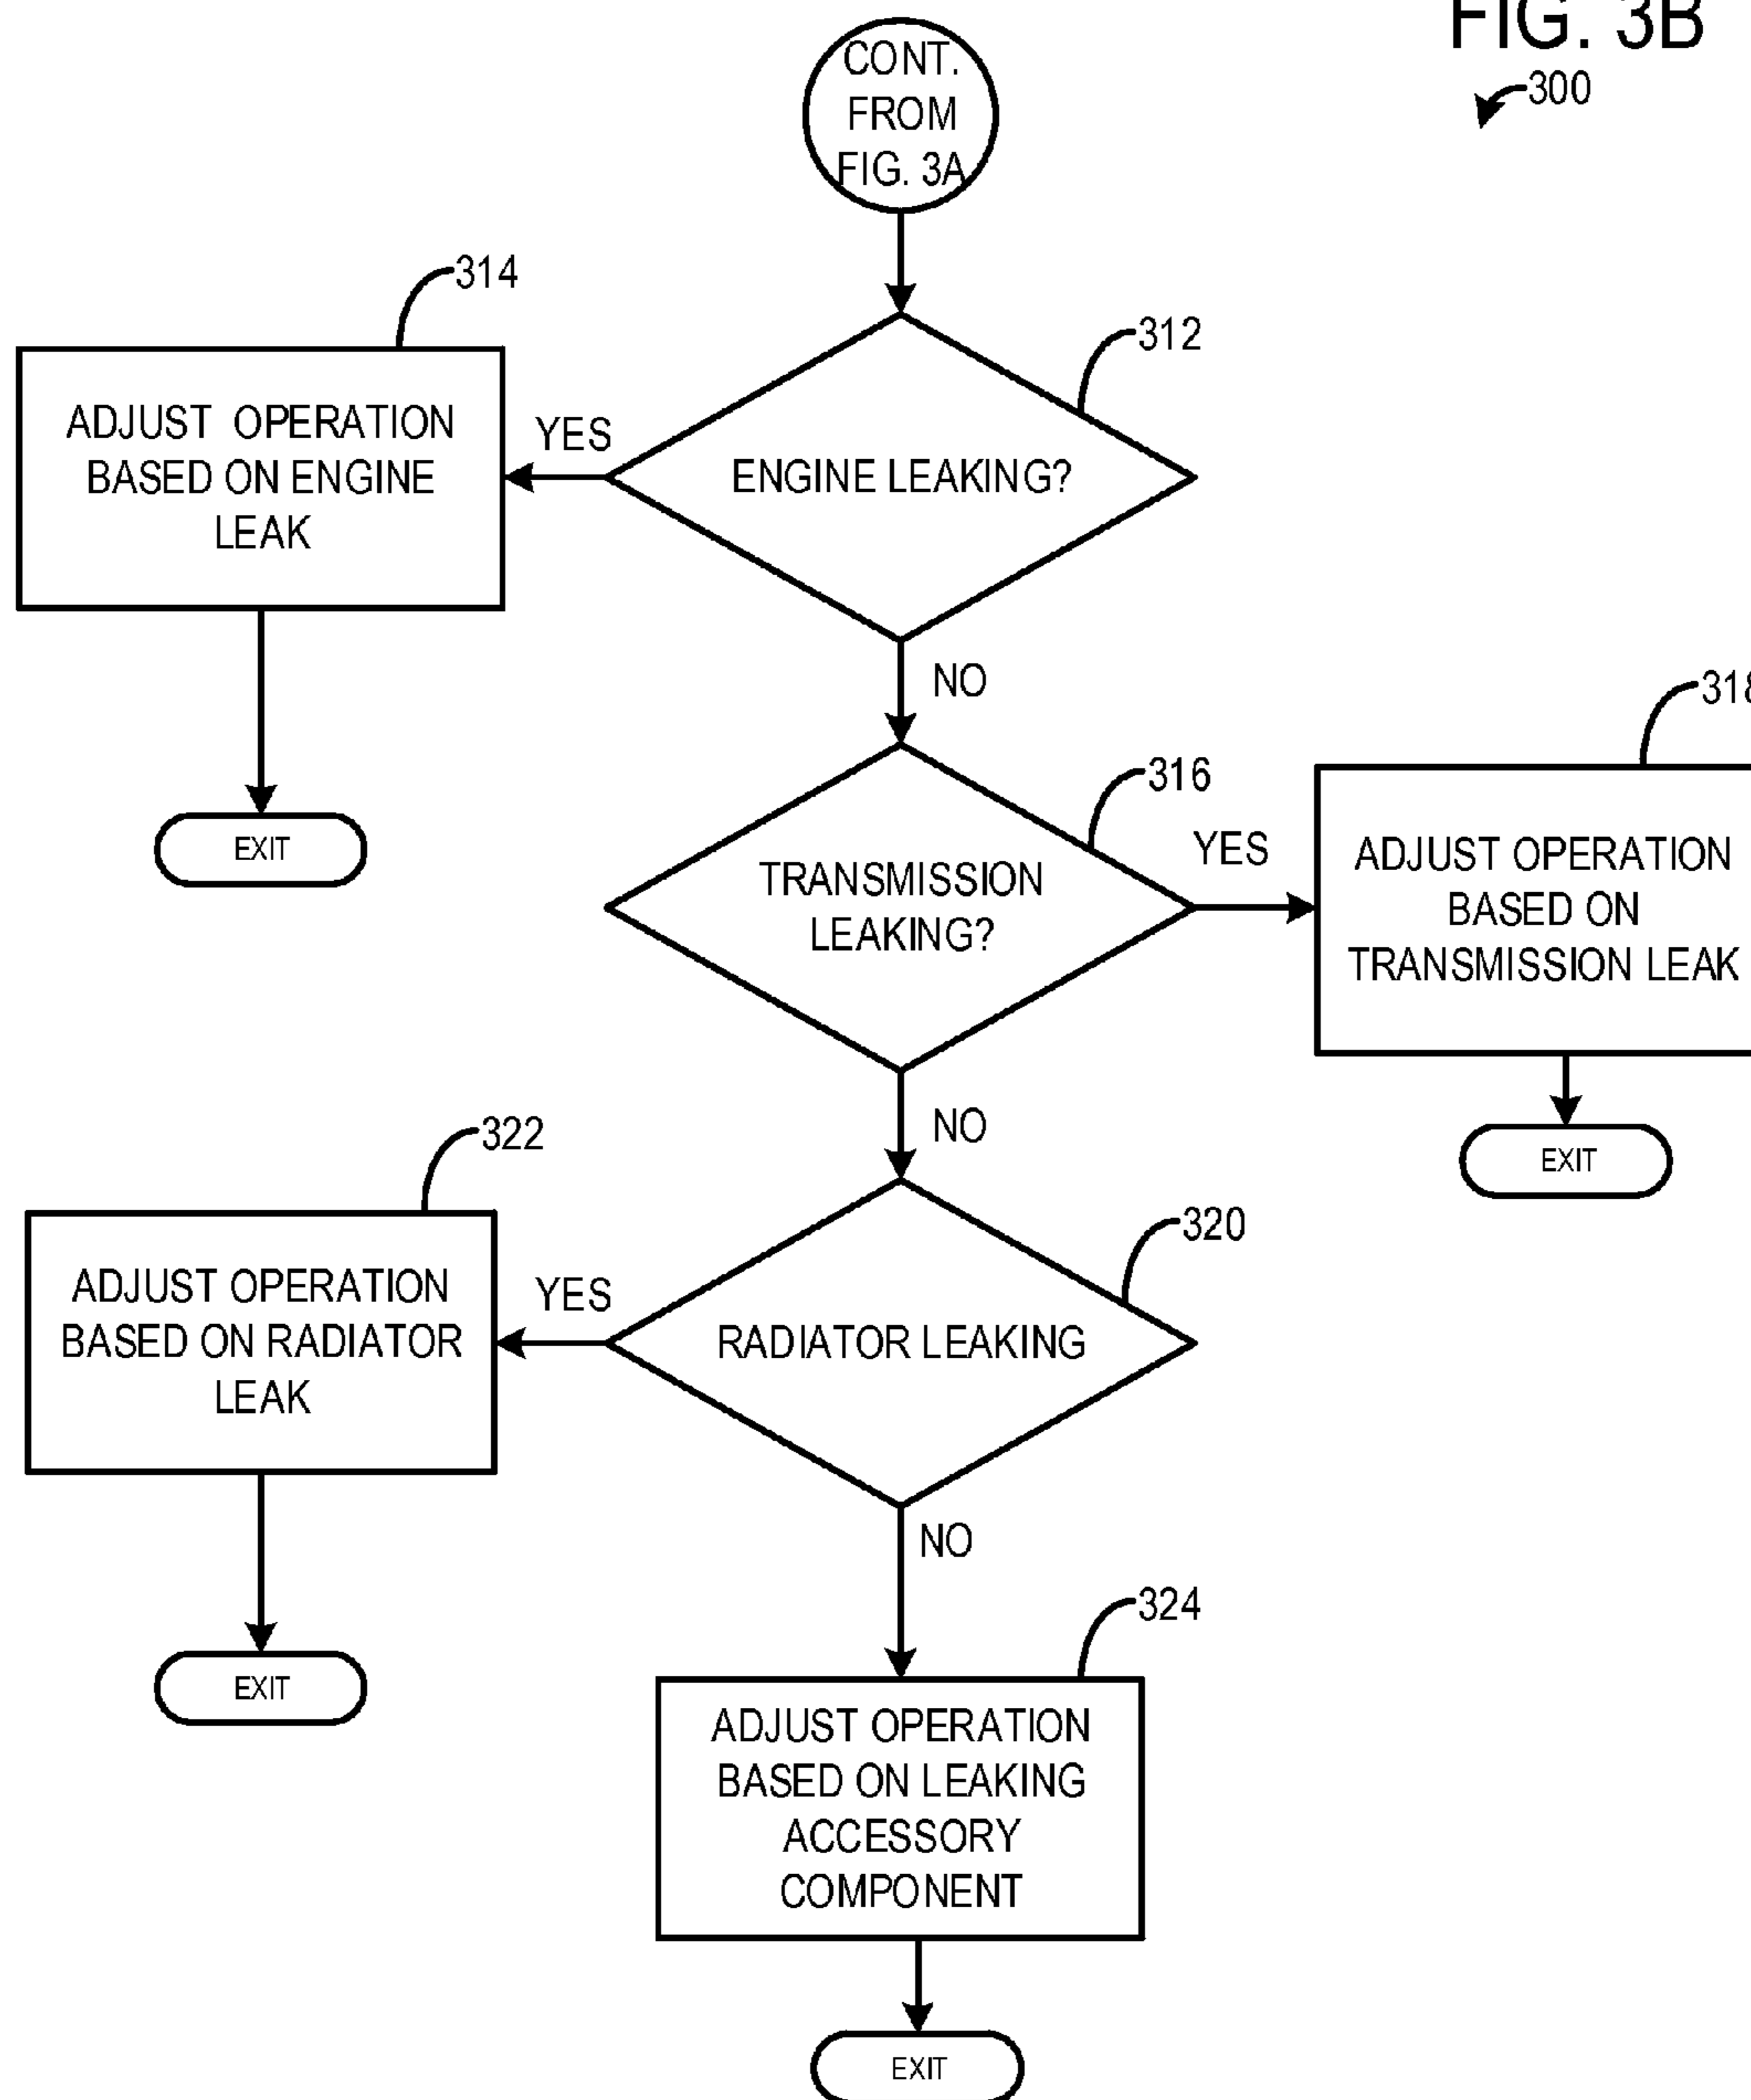 FIG. 3B
300
CONT.
FROM
FIG. 3A
314
312
ADJUST OPERATION
BASED ON ENGINE
LEAK
YES
ENGINE LEAKING?
NO
EXIT
318
316
TRANSMISSION
LEAKING?
YES
ADJUST OPERATION
BASED ON
TRANSMISSION LEAK
NO
EXIT
322
320
ADJUST OPERATION
BASED ON RADIATOR
LEAK
YES
RADIATOR LEAKING
NO
EXIT
324
ADJUST OPERATION
BASED ON LEAKING
ACCESSORY
COMPONENT
EXIT